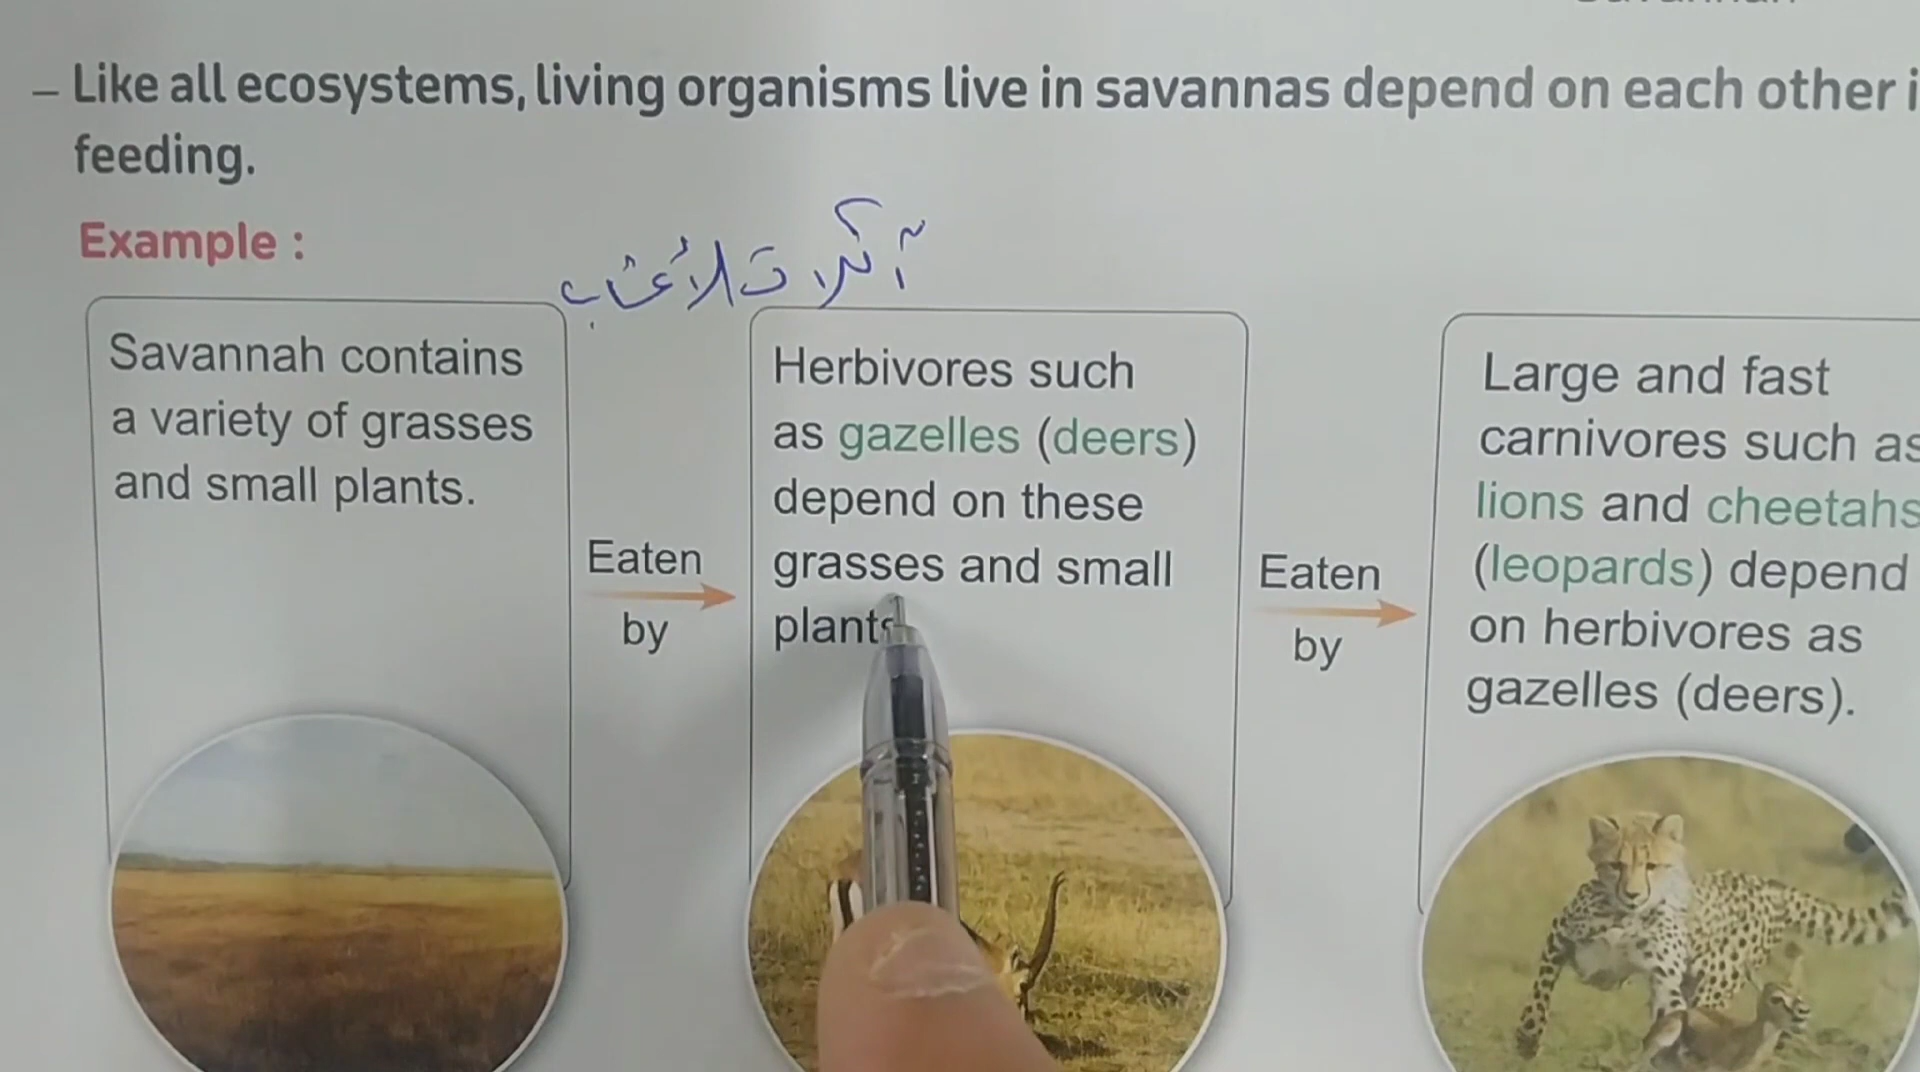 – Like all ecosystems, living organisms live in savannas depend on each other i
feeding.
Example :
آكلات الأعشاب
Savannah contains
a variety of grasses
and small plants.
Eaten
by
Herbivores such
as gazelles (deers)
depend on these
grasses and small
plants
Eaten
by
Large and fast
carnivores such as
lions and cheetahs
(leopards) depend
on herbivores as
gazelles (deers).